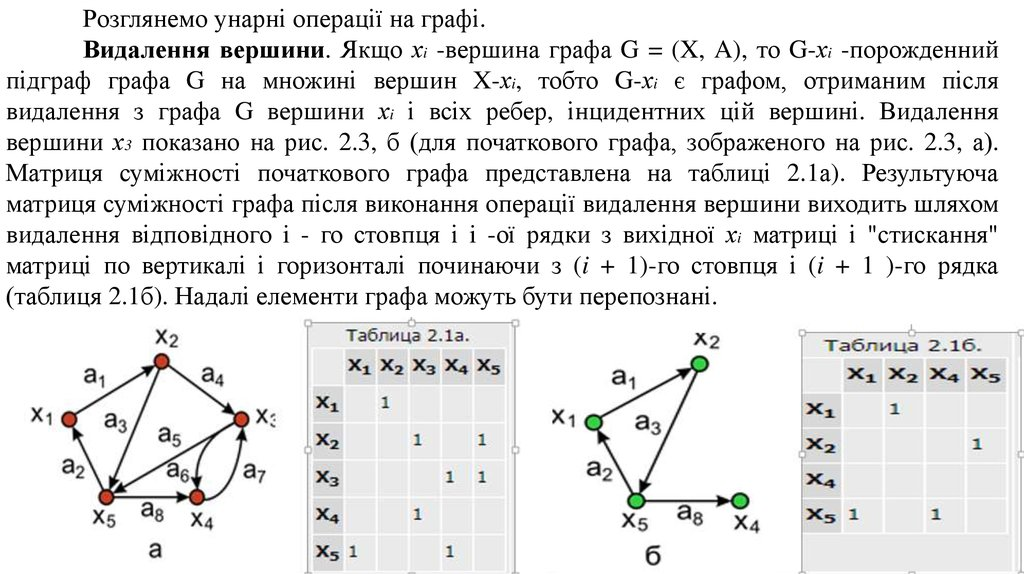 Розглянемо унарні операції на графі.
Видалення вершини. Якщо xi -вершина графа G = (X, A), то G-xi -порожденний
підграф графа G на множині вершин X-xi, тобто G-xi є графом, отриманим після
видалення з графа G вершини xi і всіх ребер, інцидентних цій вершині. Видалення
вершини x3 показано на рис. 2.3, б (для початкового графа, зображеного на рис. 2.3, а).
Матриця суміжності початкового графа представлена на таблиці 2.1а). Результуюча
матриця суміжності графа після виконання операції видалення вершини виходить шляхом
видалення відповідного і - го стовпця і і -ої рядки з вихідної xi матриці і "стискання"
матриці по вертикалі і горизонталі починаючи з (i + 1)-го стовпця і (i + 1 )-го рядка
(таблиця 2.1б). Надалі елементи графа можуть бути перепознані.
x2
a1
a4
x1
a3
x3
a5
a2
a6
a7
x5
a8
x4
а
Таблица 2.1а.
X1 X2 X3 X4 X5
X1 1
X2 1 1
X3 1 1
X4 1
X5 1 1
x2
a1
x1
a3
a2
x5
a8
x4
б
Таблица 2.1б.
X1 X2 X4 X5
X1 1
X2 1
X4
X5 1 1